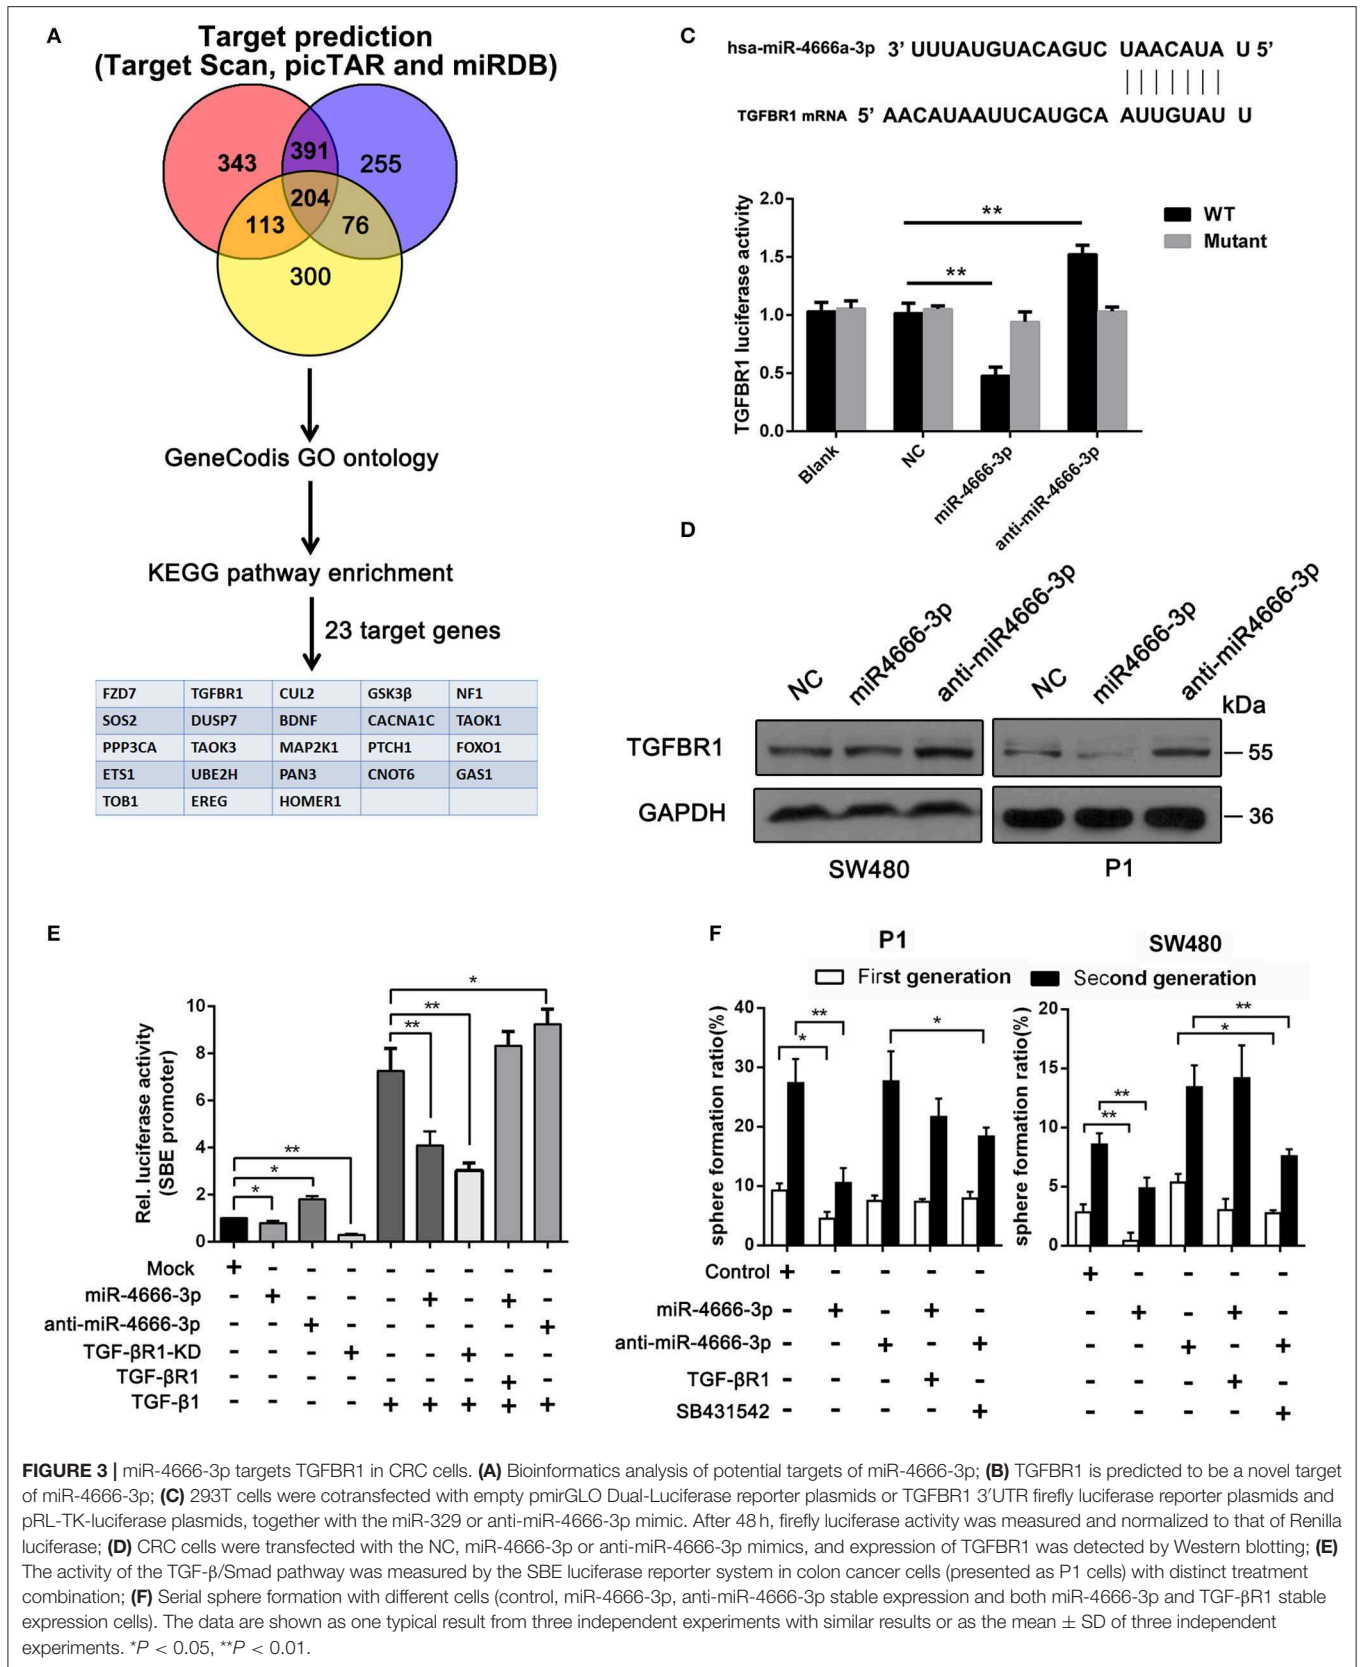 A
Target prediction
(Target Scan, picTAR and miRDB)
343
391
255
204
113
76
300
GeneCodis GO ontology
KEGG pathway enrichment
23 target genes
FZD7 TGFBR1 CUL2 GSK3β NF1
SOS2 DUSP7 BDNF CACNA1C TAOK1
PPP3CA TAOK3 MAP2K1 PTCH1 FOXO1
ETS1 UBE2H PAN3 CNOT6 GAS1
TOB1 EREG HOMER1
C
hsa-miR-4666a-3p 3' UUUAUGUACAGUC UAACAUA U 5'
TGFBR1 mRNA 5' AACAUAAUUCAUGCA AUUGUAU U
TGFBR1 luciferase activity
2.0
1.5
1.0
0.5
0.0
**
**
WT
Mutant
Blank
NC
miR-4666-3p
anti-miR-4666-3p
D
NC miR4666-3p anti-miR4666-3p NC miR4666-3p anti-miR4666-3p
kDa
TGFBR1
55
GAPDH
36
SW480 P1
E
Rel. luciferase activity
(SBE promoter)
10
8
6
4
2
0
*
*
**
**
**
*
Mock + - - - - - - - -
miR-4666-3p - + - - - + - + -
anti-miR-4666-3p - - + - - - - - +
TGF-βR1-KD - - - + - - + - -
TGF-βR1 - - - - - - - + -
TGF-β1 - - - - + + + + +
F
P1 SW480
First generation Second generation
sphere formation ratio(%)
40
30
20
10
0
*
**
*
sphere formation ratio(%)
20
15
10
5
0
**
**
*
**
Control + - - - - + - - - -
miR-4666-3p - + - + - - + - + -
anti-miR-4666-3p - - + - + - - + - +
TGF-βR1 - - - + - - - - + -
SB431542 - - - - + - - - - +
FIGURE 3 | miR-4666-3p targets TGFBR1 in CRC cells. (A) Bioinformatics analysis of potential targets of miR-4666-3p; (B) TGFBR1 is predicted to be a novel target
of miR-4666-3p; (C) 293T cells were cotransfected with empty pmirGLO Dual-Luciferase reporter plasmids or TGFBR1 3′UTR firefly luciferase reporter plasmids and
pRL-TK-luciferase plasmids, together with the miR-329 or anti-miR-4666-3p mimic. After 48 h, firefly luciferase activity was measured and normalized to that of Renilla
luciferase; (D) CRC cells were transfected with the NC, miR-4666-3p or anti-miR-4666-3p mimics, and expression of TGFBR1 was detected by Western blotting; (E)
The activity of the TGF-β/Smad pathway was measured by the SBE luciferase reporter system in colon cancer cells (presented as P1 cells) with distinct treatment
combination; (F) Serial sphere formation with different cells (control, miR-4666-3p, anti-miR-4666-3p stable expression and both miR-4666-3p and TGF-βR1 stable
expression cells). The data are shown as one typical result from three independent experiments with similar results or as the mean ± SD of three independent
experiments. *P < 0.05, **P < 0.01.